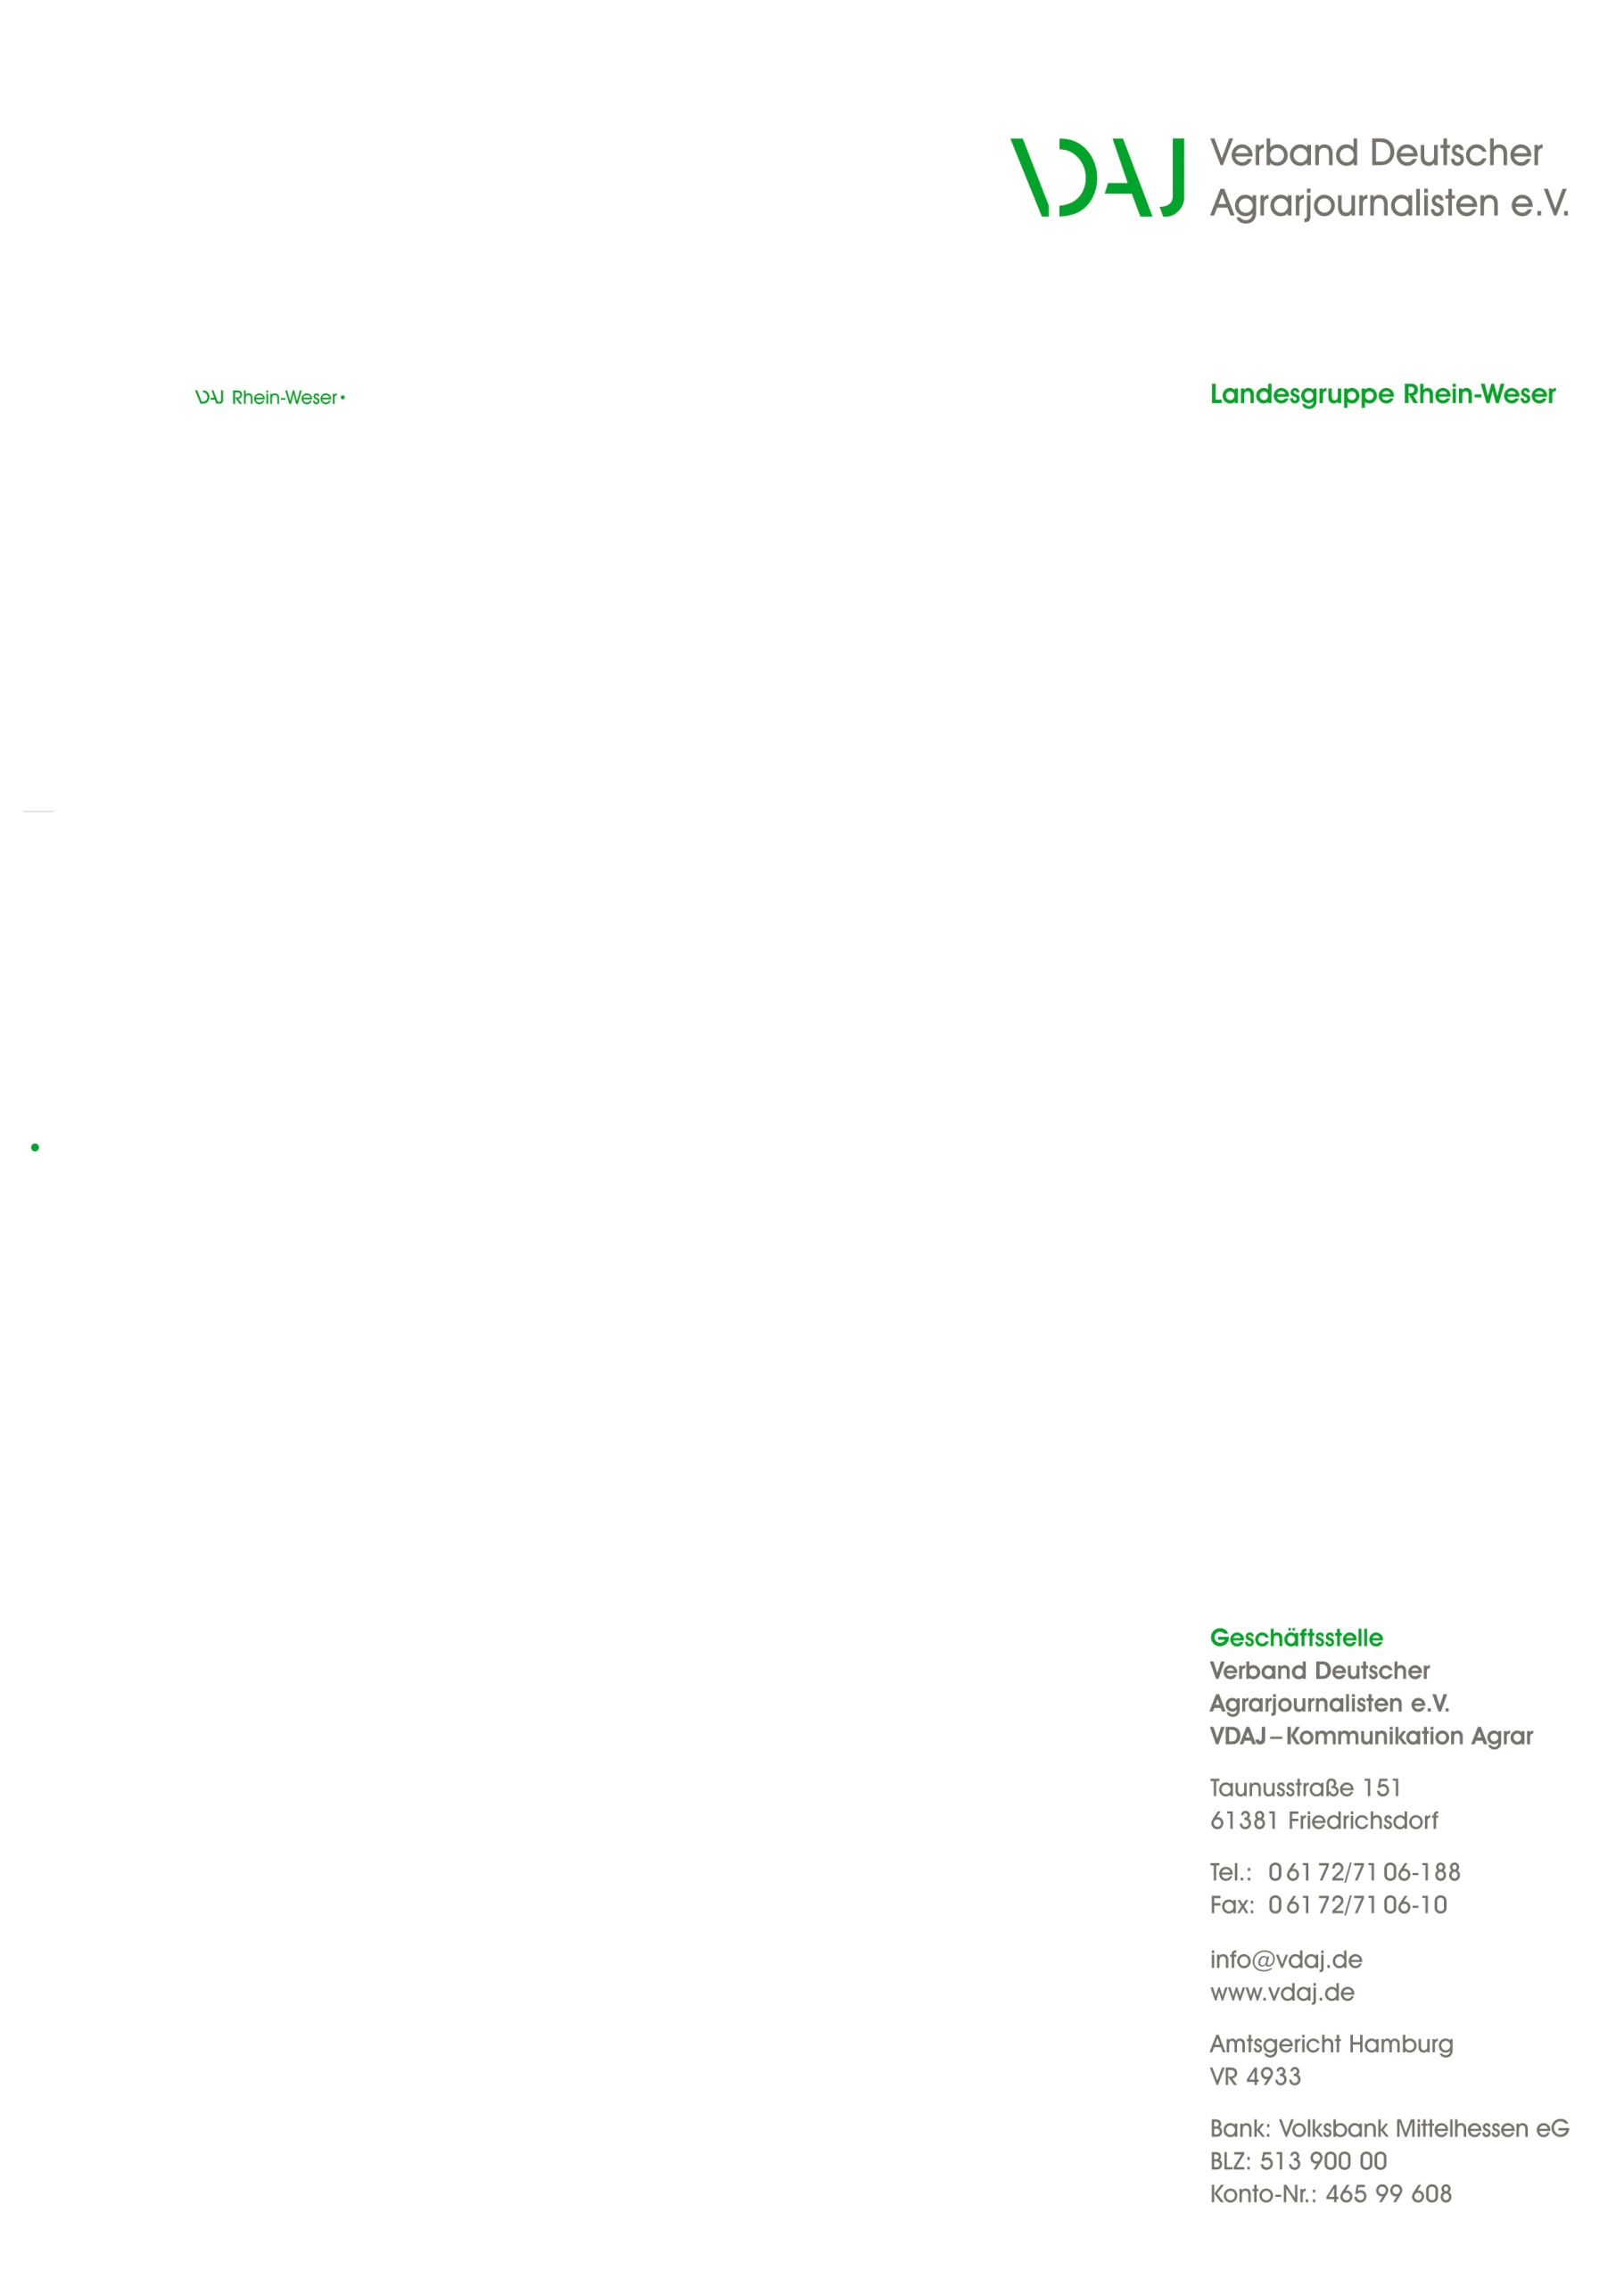 VDAJ Verband Deutscher
Agrarjournalisten e.V.
VDAJ Rhein-Weser •
Landesgruppe Rhein-Weser
Geschäftsstelle
Verband Deutscher
Agrarjournalisten e.V.
VDAJ – Kommunikation Agrar
Taunusstraße 151
61381 Friedrichsdorf
Tel.: 0 61 72/71 06-188
Fax: 0 61 72/71 06-10
info@vdaj.de
www.vdaj.de
Amtsgericht Hamburg
VR 4933
Bank: Volksbank Mittelhessen eG
BLZ: 513 900 00
Konto-Nr.: 465 99 608